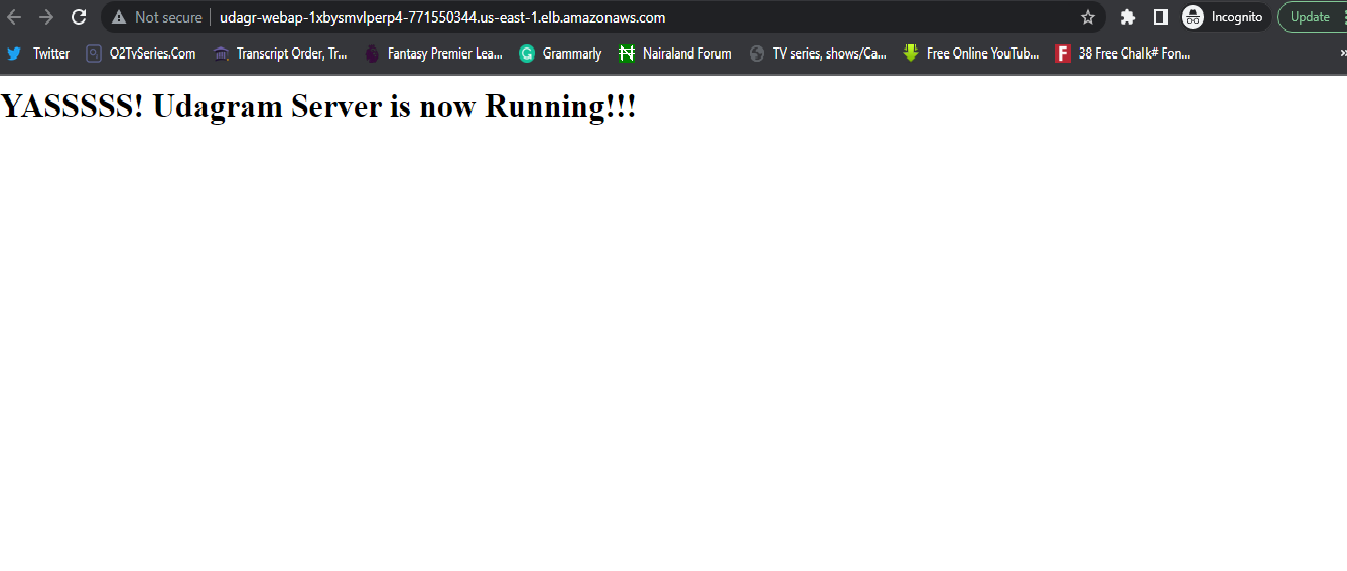 Not secure udagr-webap-1xbysmvlperp4-771550344.us-east-1.elb.amazonaws.com Incognito Update
Twitter O2TvSeries.Com Transcript Order, Tr... Fantasy Premier Lea... Grammarly Nairaland Forum TV series, shows/Ca... Free Online YouTub... 38 Free Chalk# Fon... »
YASSSSS! Udagram Server is now Running!!!